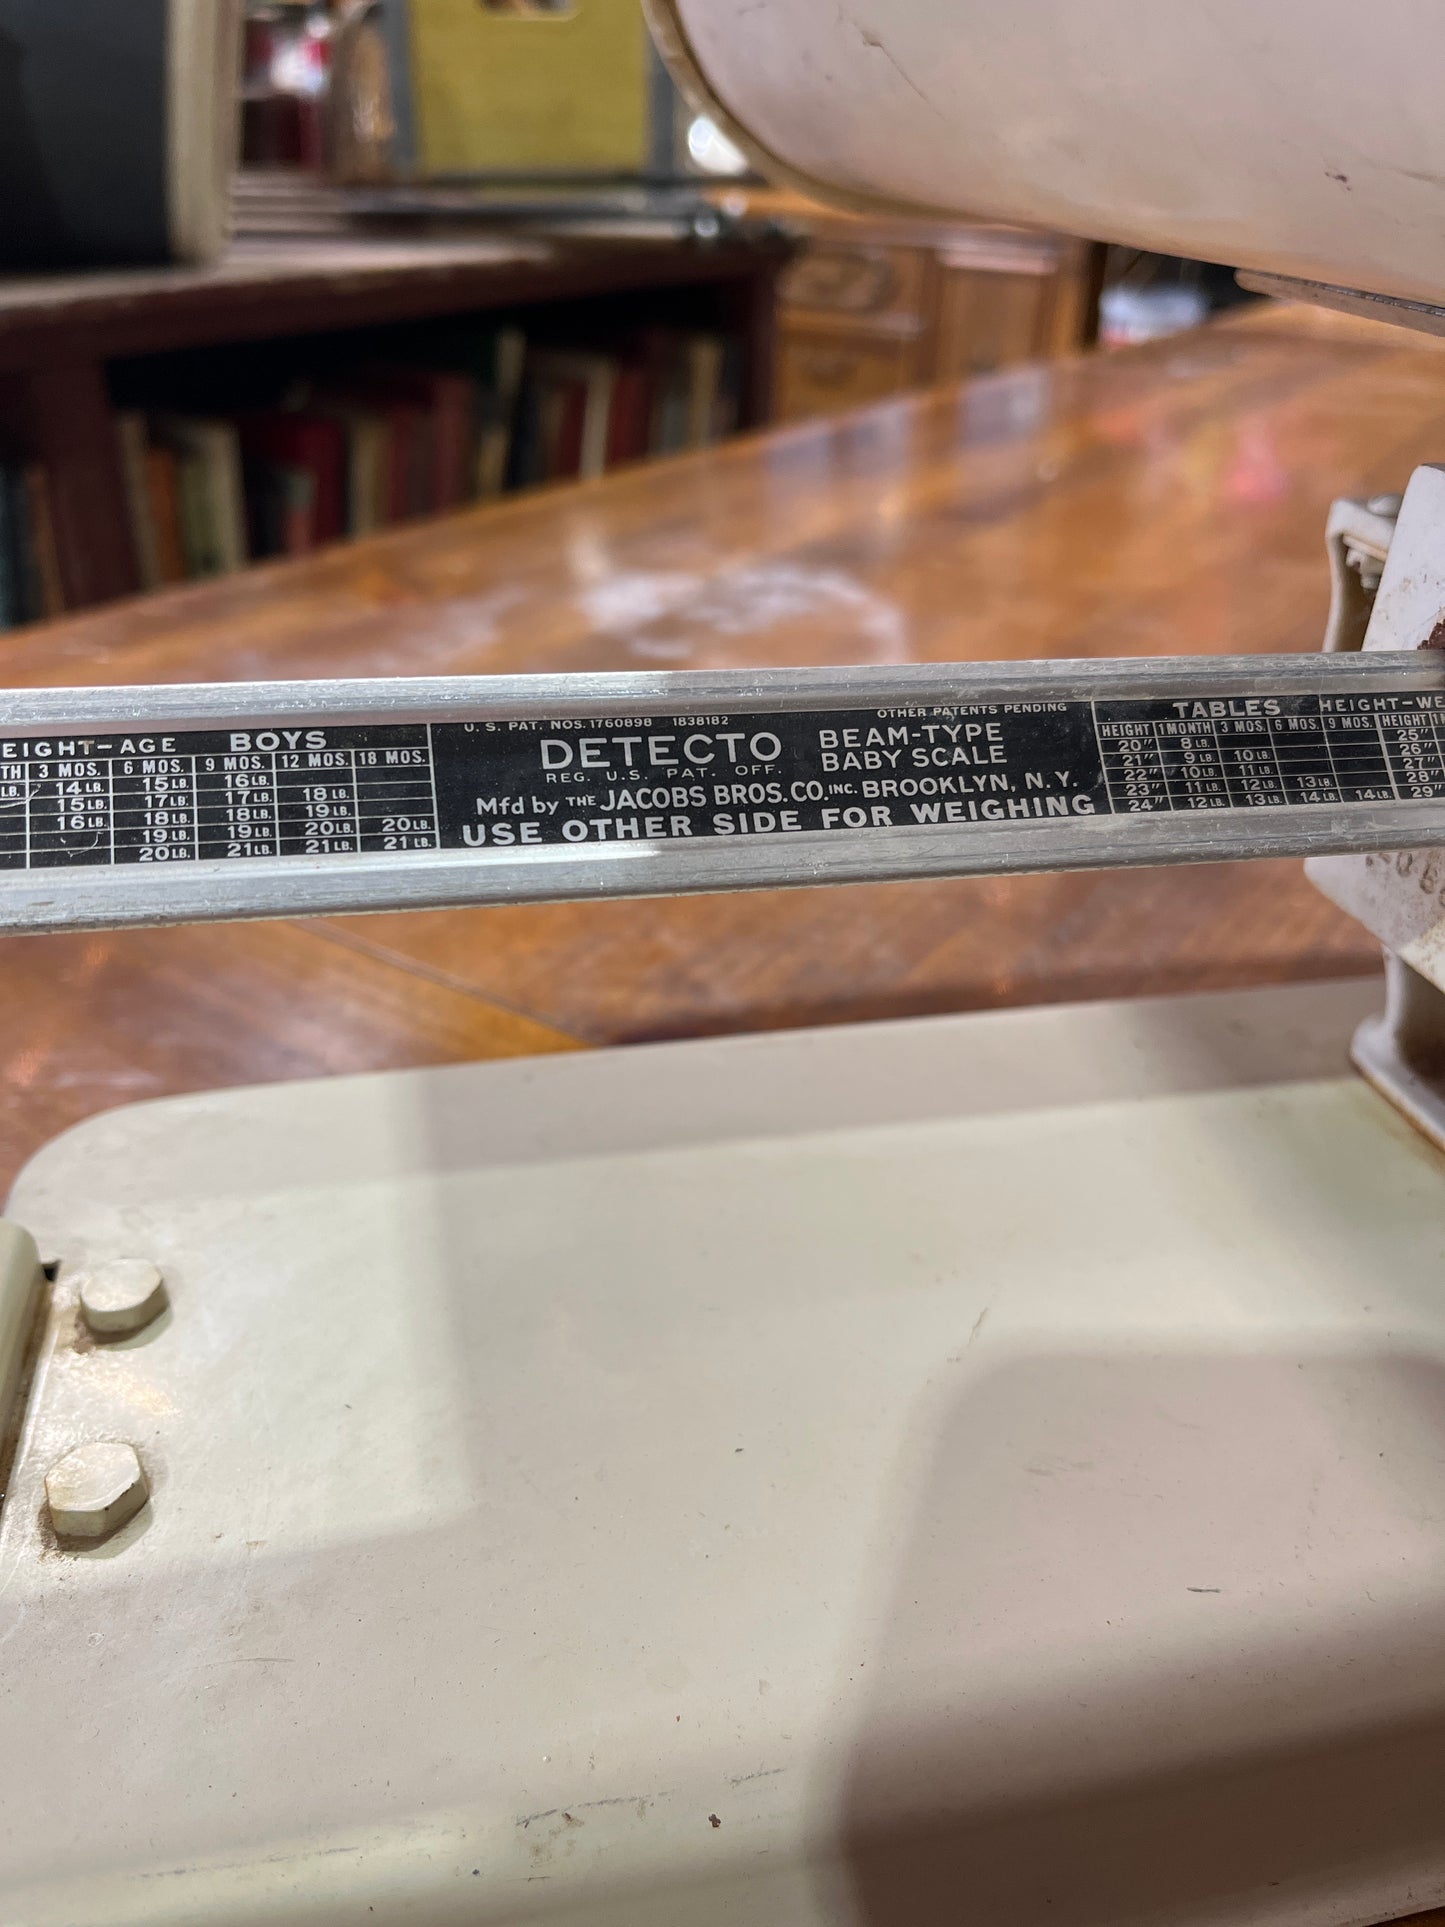 EIGHT-AGE BOYS
TH 3 MOS. 6 MOS. 9 MOS. 12 MOS. 18 MOS.
LB. 14 LB. 15 LB. 16 LB.
15 LB. 17 LB. 17 LB. 18 LB.
16 LB. 18 LB. 18 LB. 19 LB.
19 LB. 19 LB. 20 LB. 20 LB.
20 LB. 21 LB. 21 LB. 21 LB.
U. S. PAT. NOS. 1760898 1838182
OTHER PATENTS PENDING
DETECTO
REG. U.S. PAT. OFF.
BEAM-TYPE
BABY SCALE
Mfd by THE JACOBS BROS. CO. INC. BROOKLYN, N. Y.
USE OTHER SIDE FOR WEIGHING
TABLES HEIGHT-WE
HEIGHT 1 MONTH 3 MOS. 6 MOS. 9 MOS. HEIGHT 1
20" 8 LB. 25"
21" 9 LB. 10 LB. 26"
22" 10 LB. 11 LB. 27"
23" 11 LB. 12 LB. 13 LB. 28"
24" 12 LB. 13 LB. 14 LB. 14 LB. 29"